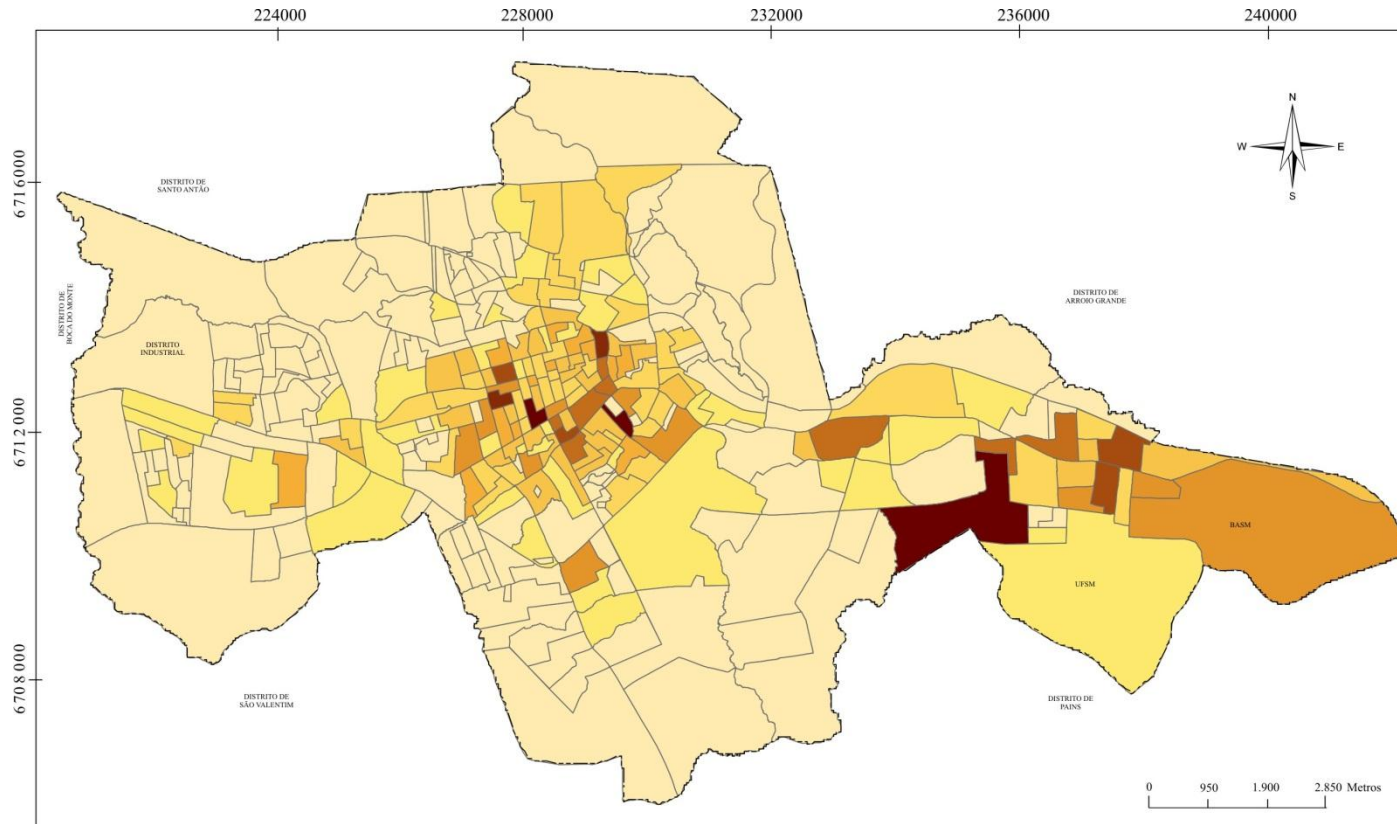 224000
228000
232000
236000
240000
N
W
E
S
6716000
DISTRITO DE
SANTO ANTÃO
DISTRITO DE
BOCA DO MONTE
DISTRITO DE
ARROIO GRANDE
DISTRITO
INDUSTRIAL
6712000
BASM
UFSM
6708000
DISTRITO DE
SÃO VALENTIM
DISTRITO DE
PAINS
0 950 1.900 2.850 Metros